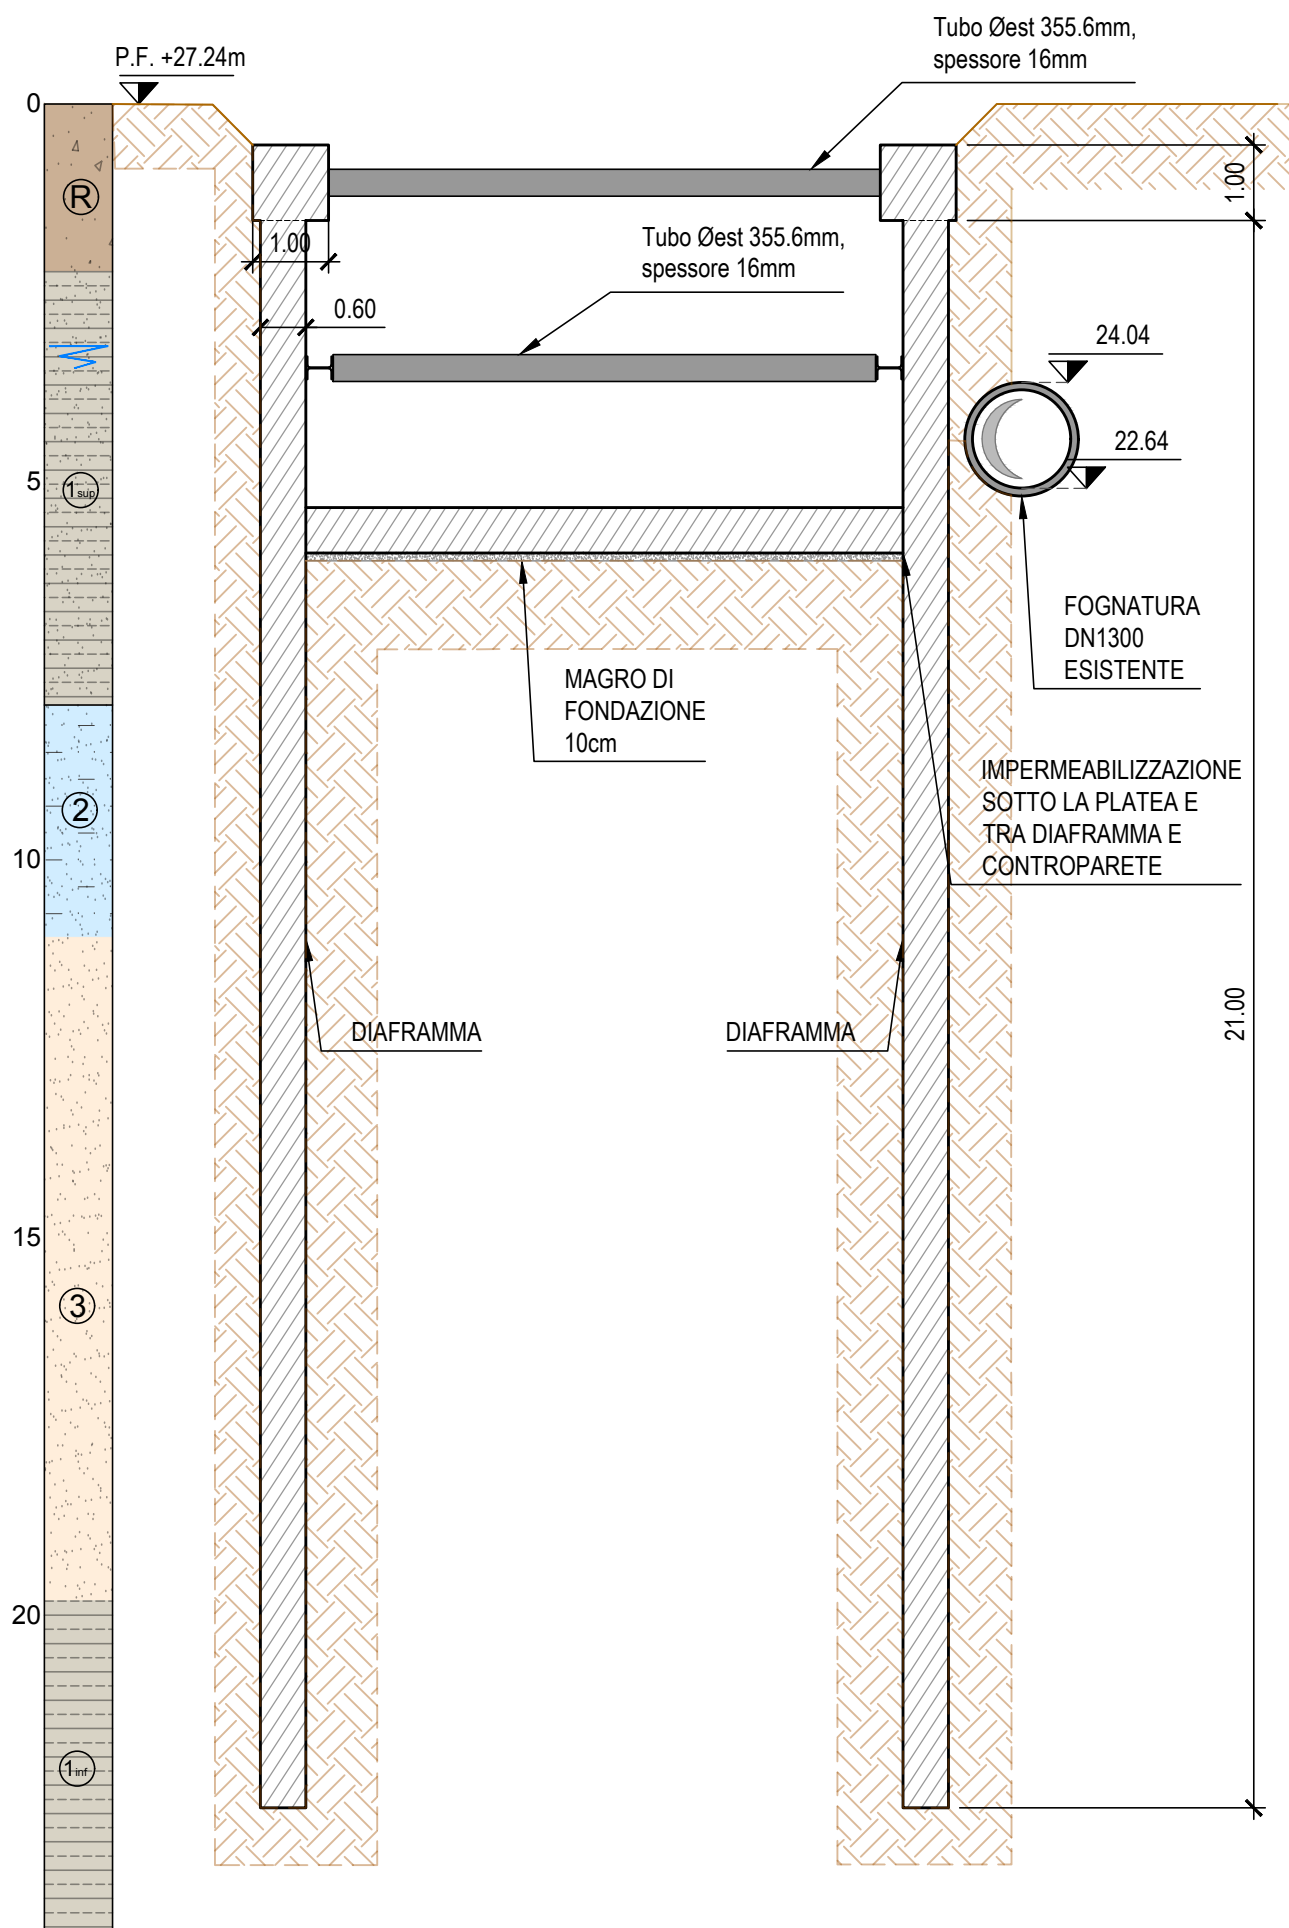 Tubo Øest 355.6mm,
spessore 16mm
P.F. +27.24m
0
R
1.00
1.00
Tubo Øest 355.6mm,
spessore 16mm
0.60
24.04
22.64
5
1sup
FOGNATURA
DN1300
ESISTENTE
MAGRO DI
FONDAZIONE
10cm
IMPERMEABILIZZAZIONE
SOTTO LA PLATEA E
TRA DIAFRAMMA E
CONTROPARETE
2
10
21.00
DIAFRAMMA
DIAFRAMMA
15
3
20
1inf